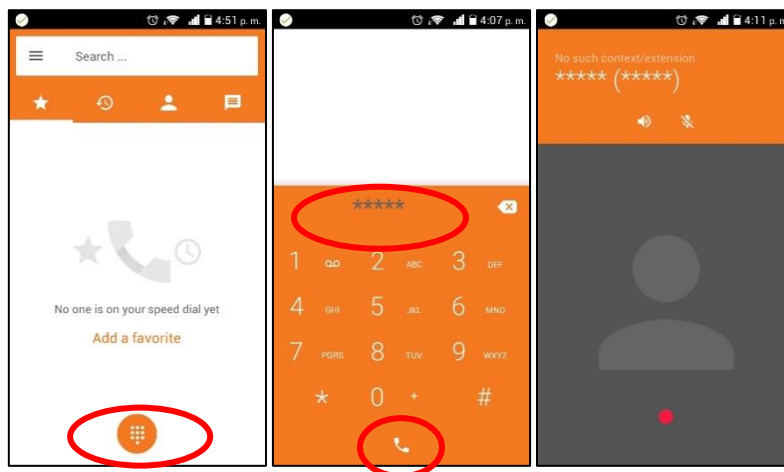 4:51 p. m.
Search ...
No one is on your speed dial yet
Add a favorite
4:07 p. m.
*****
1 2 ABC 3 DEF
4 GHI 5 JKL 6 MNO
7 PQRS 8 TUV 9 WXYZ
* 0 + #
4:11 p. m.
No such context/extension
***** (*****)